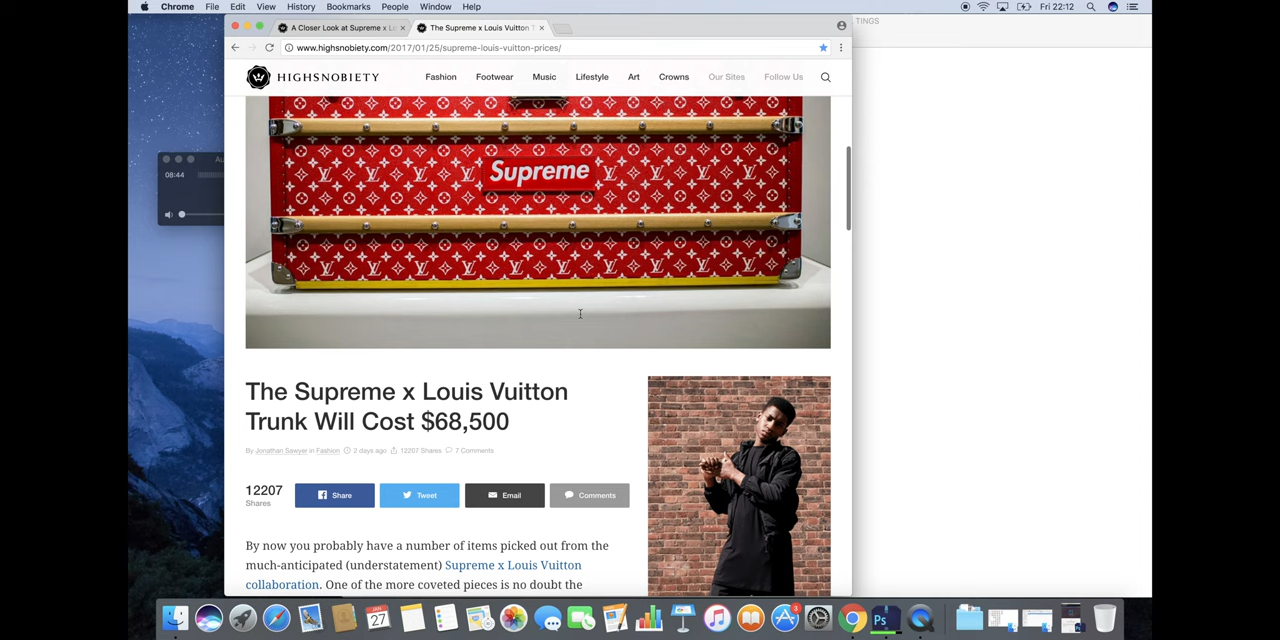 Chrome File Edit View History Bookmarks People Window Help Fri 22:12
A Closer Look at Supreme x L
The Supreme x Louis Vuitton
TINGS
www.highsnobiety.com/2017/01/25/supreme-louis-vuitton-prices/
HIGHSNOBIETY Fashion Footwear Music Lifestyle Art Crowns Our Sites Follow Us
Au
08:44
Supreme
The Supreme x Louis Vuitton
Trunk Will Cost $68,500
By Jonathan Sawyer in Fashion 2 days ago 12207 Shares 7 Comments
12207
Shares
Share Tweet Email Comments
By now you probably have a number of items picked out from the
much-anticipated (understatement) Supreme x Louis Vuitton
collaboration. One of the more coveted pieces is no doubt the
JAN
27
3
Ps